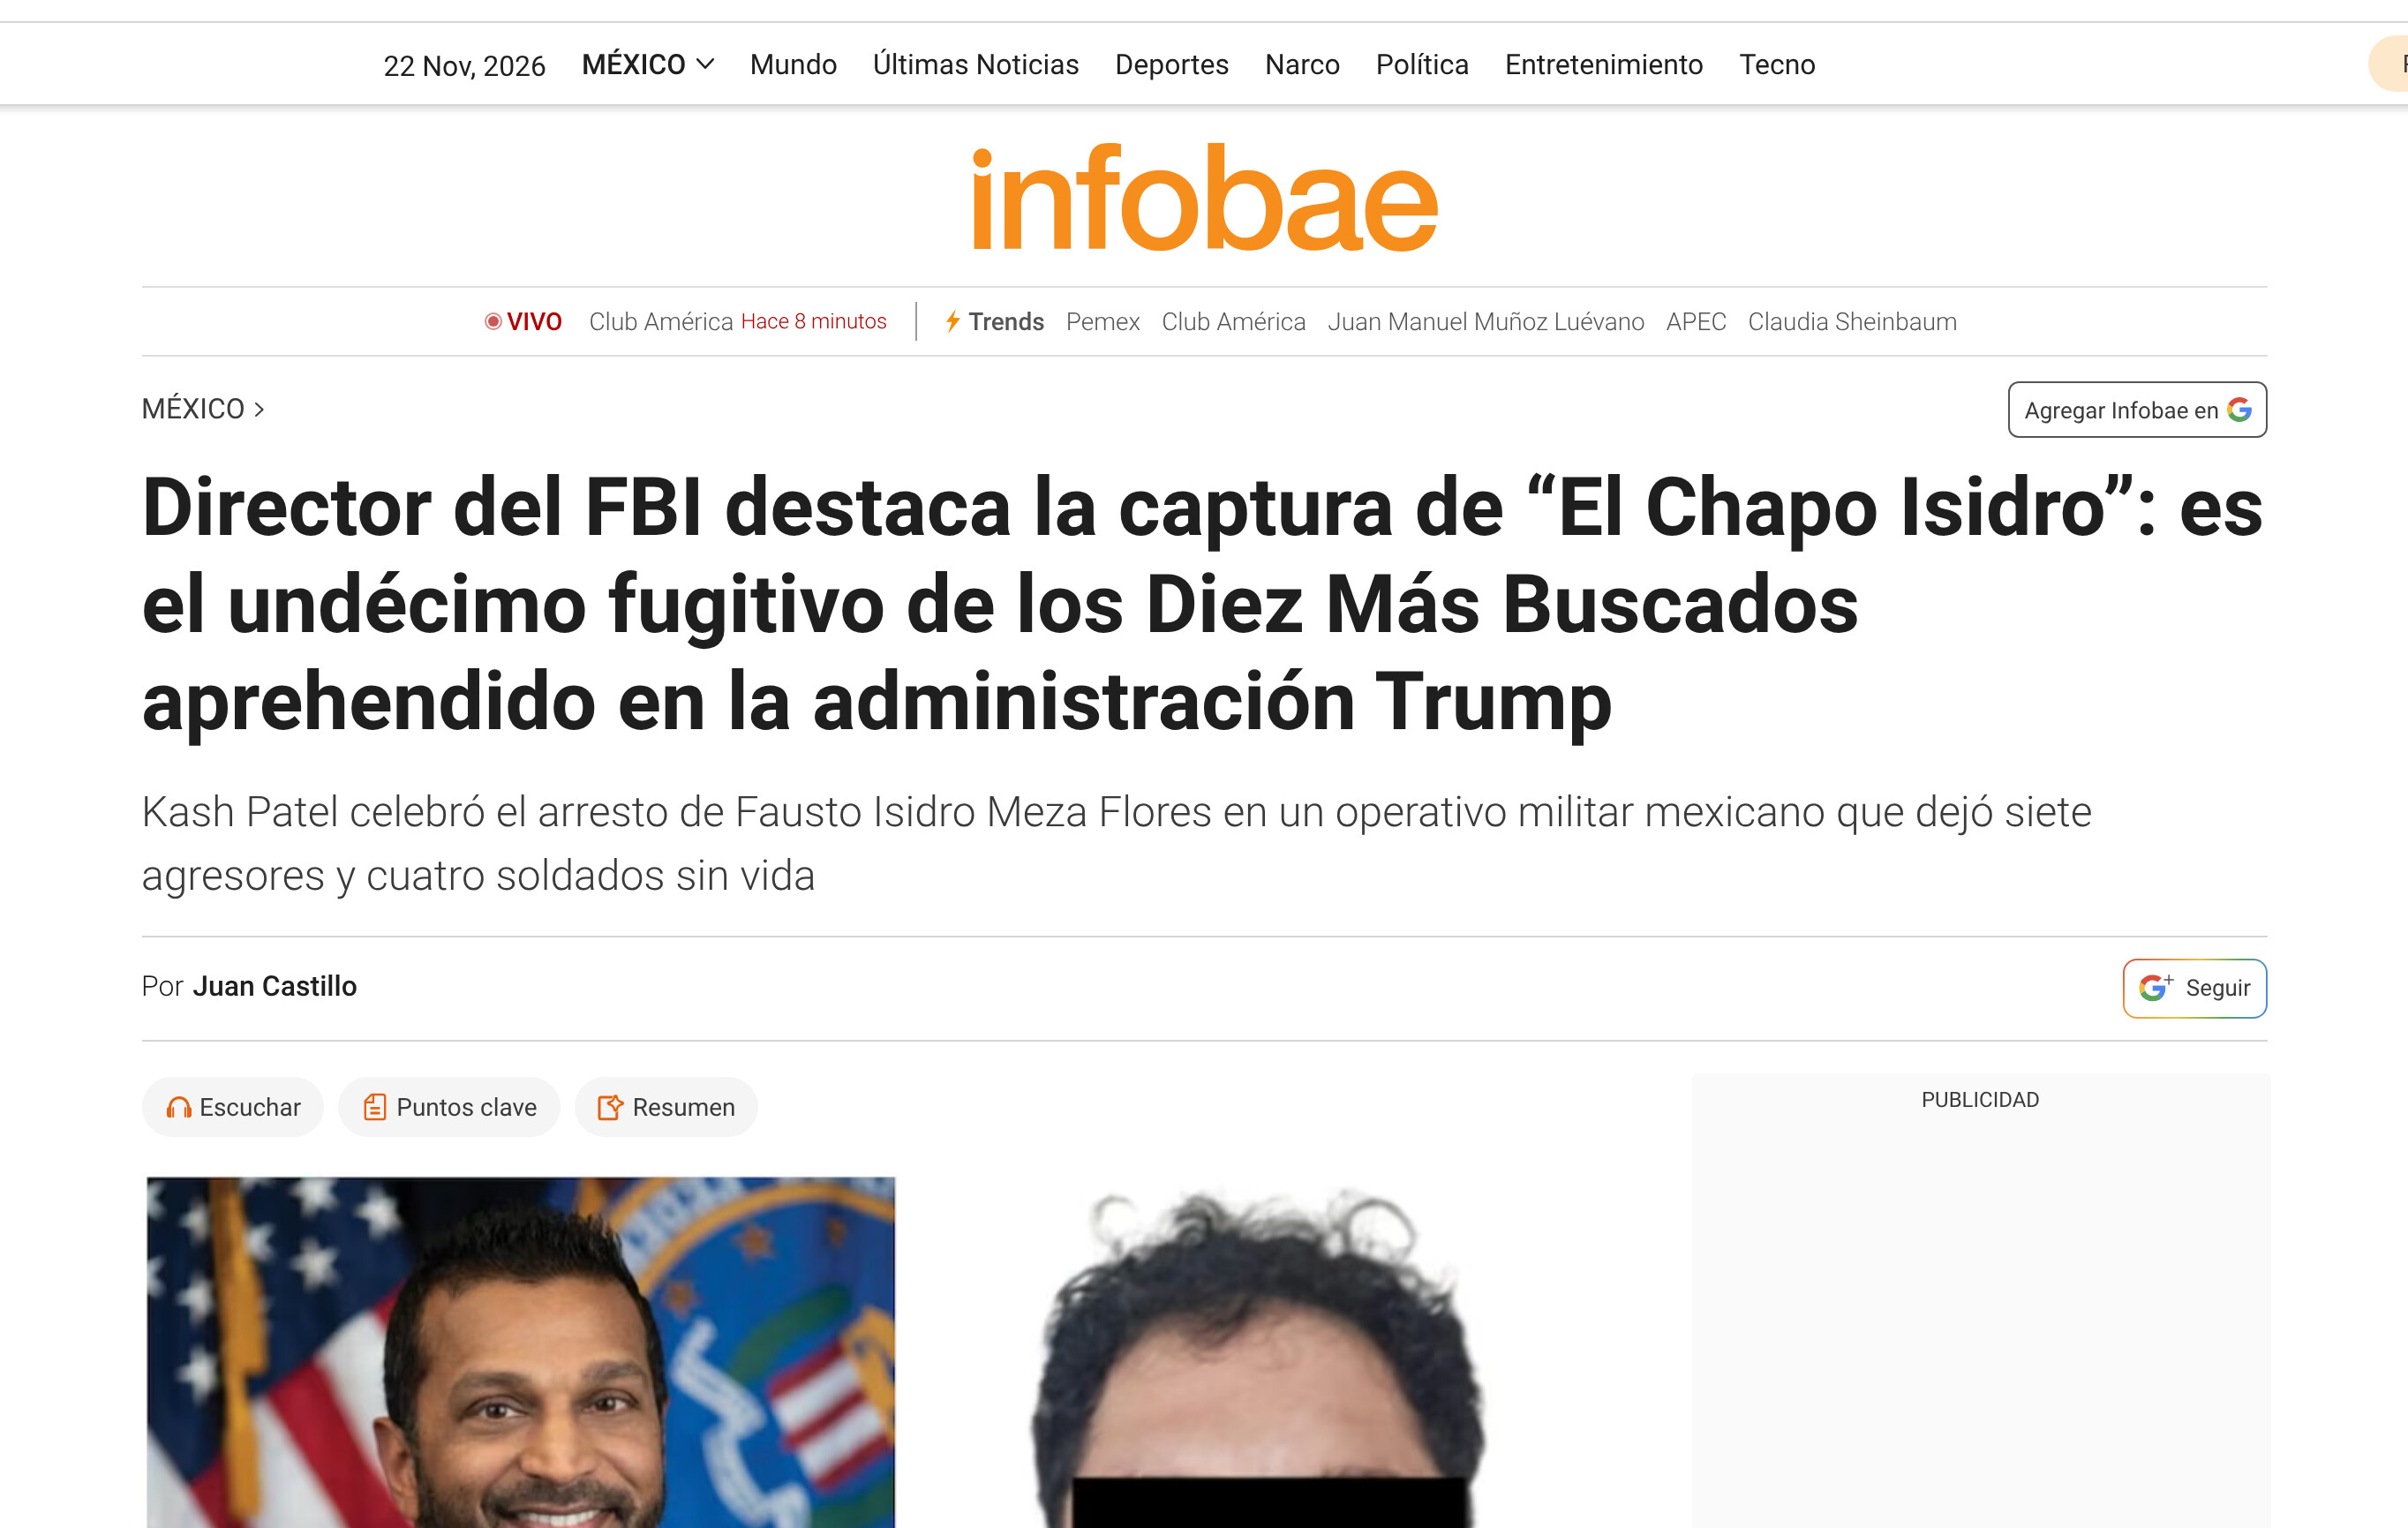 22 Nov, 2026 MÉXICO Mundo Últimas Noticias Deportes Narco Política Entretenimiento Tecno
infobae
VIVO Club América Hace 8 minutos Trends Pemex Club América Juan Manuel Muñoz Luévano APEC Claudia Sheinbaum
MÉXICO >
Agregar Infobae en G
Director del FBI destaca la captura de “El Chapo Isidro”: es
el undécimo fugitivo de los Diez Más Buscados
aprehendido en la administración Trump
Kash Patel celebró el arresto de Fausto Isidro Meza Flores en un operativo militar mexicano que dejó siete
agresores y cuatro soldados sin vida
Por Juan Castillo
G+ Seguir
Escuchar Puntos clave Resumen
PUBLICIDAD